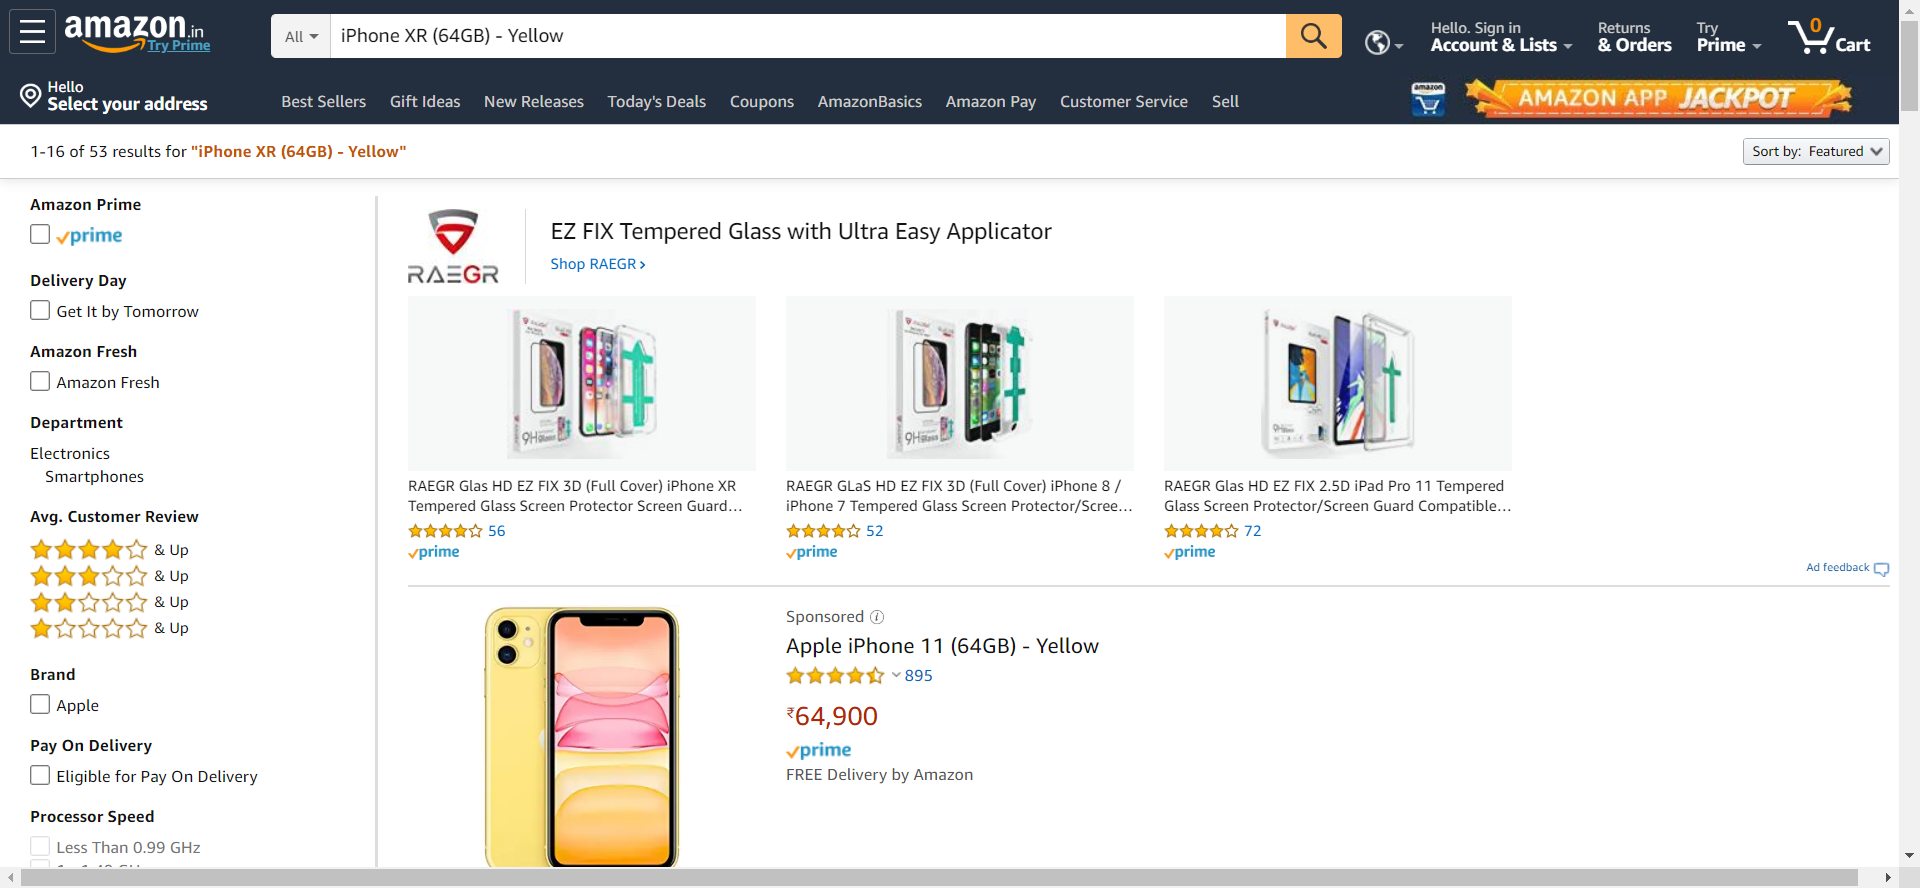 amazon.in
Try Prime
All
iPhone XR (64GB) - Yellow
Hello. Sign in
Account & Lists
Returns
& Orders
Try
Prime
0
Cart
Hello
Select your address
Best Sellers
Gift Ideas
New Releases
Today's Deals
Coupons
AmazonBasics
Amazon Pay
Customer Service
Sell
amazon
AMAZON APP JACKPOT
1-16 of 53 results for "iPhone XR (64GB) - Yellow"
Sort by: Featured
Amazon Prime
prime
Delivery Day
Get It by Tomorrow
Amazon Fresh
Amazon Fresh
Department
Electronics
Smartphones
Avg. Customer Review
& Up
& Up
& Up
& Up
Brand
Apple
Pay On Delivery
Eligible for Pay On Delivery
Processor Speed
Less Than 0.99 GHz
RAEGR
EZ FIX Tempered Glass with Ultra Easy Applicator
Shop RAEGR ›
9H Glass
RAEGR Glas HD EZ FIX 3D (Full Cover) iPhone XR
Tempered Glass Screen Protector Screen Guard...
56
prime
9H Glass
RAEGR GLaS HD EZ FIX 3D (Full Cover) iPhone 8 /
iPhone 7 Tempered Glass Screen Protector/Scree...
52
prime
RAEGR Glas HD EZ FIX 2.5D iPad Pro 11 Tempered
Glass Screen Protector/Screen Guard Compatible...
72
prime
Ad feedback
Sponsored
Apple iPhone 11 (64GB) - Yellow
895
₹64,900
prime
FREE Delivery by Amazon